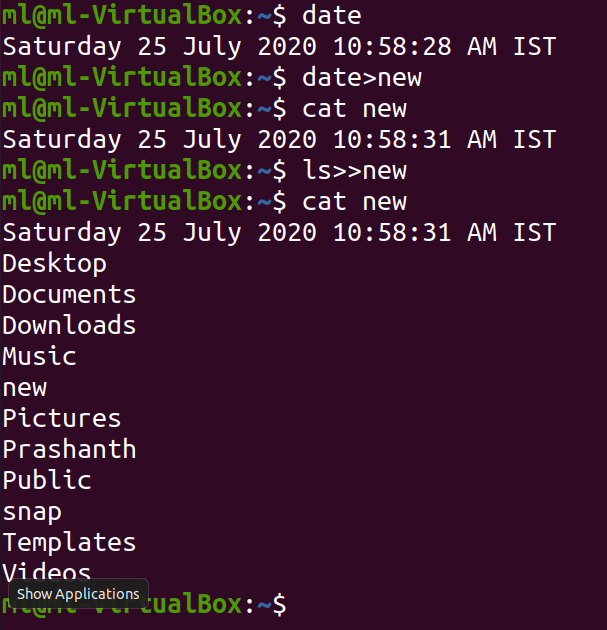 ml@ml-VirtualBox:~$ date
Saturday 25 July 2020 10:58:28 AM IST
ml@ml-VirtualBox:~$ date>new
ml@ml-VirtualBox:~$ cat new
Saturday 25 July 2020 10:58:31 AM IST
ml@ml-VirtualBox:~$ ls>>new
ml@ml-VirtualBox:~$ cat new
Saturday 25 July 2020 10:58:31 AM IST
Desktop
Documents
Downloads
Music
new
Pictures
Prashanth
Public
snap
Templates
Videos
Show Applications
ml@ml-VirtualBox:~$